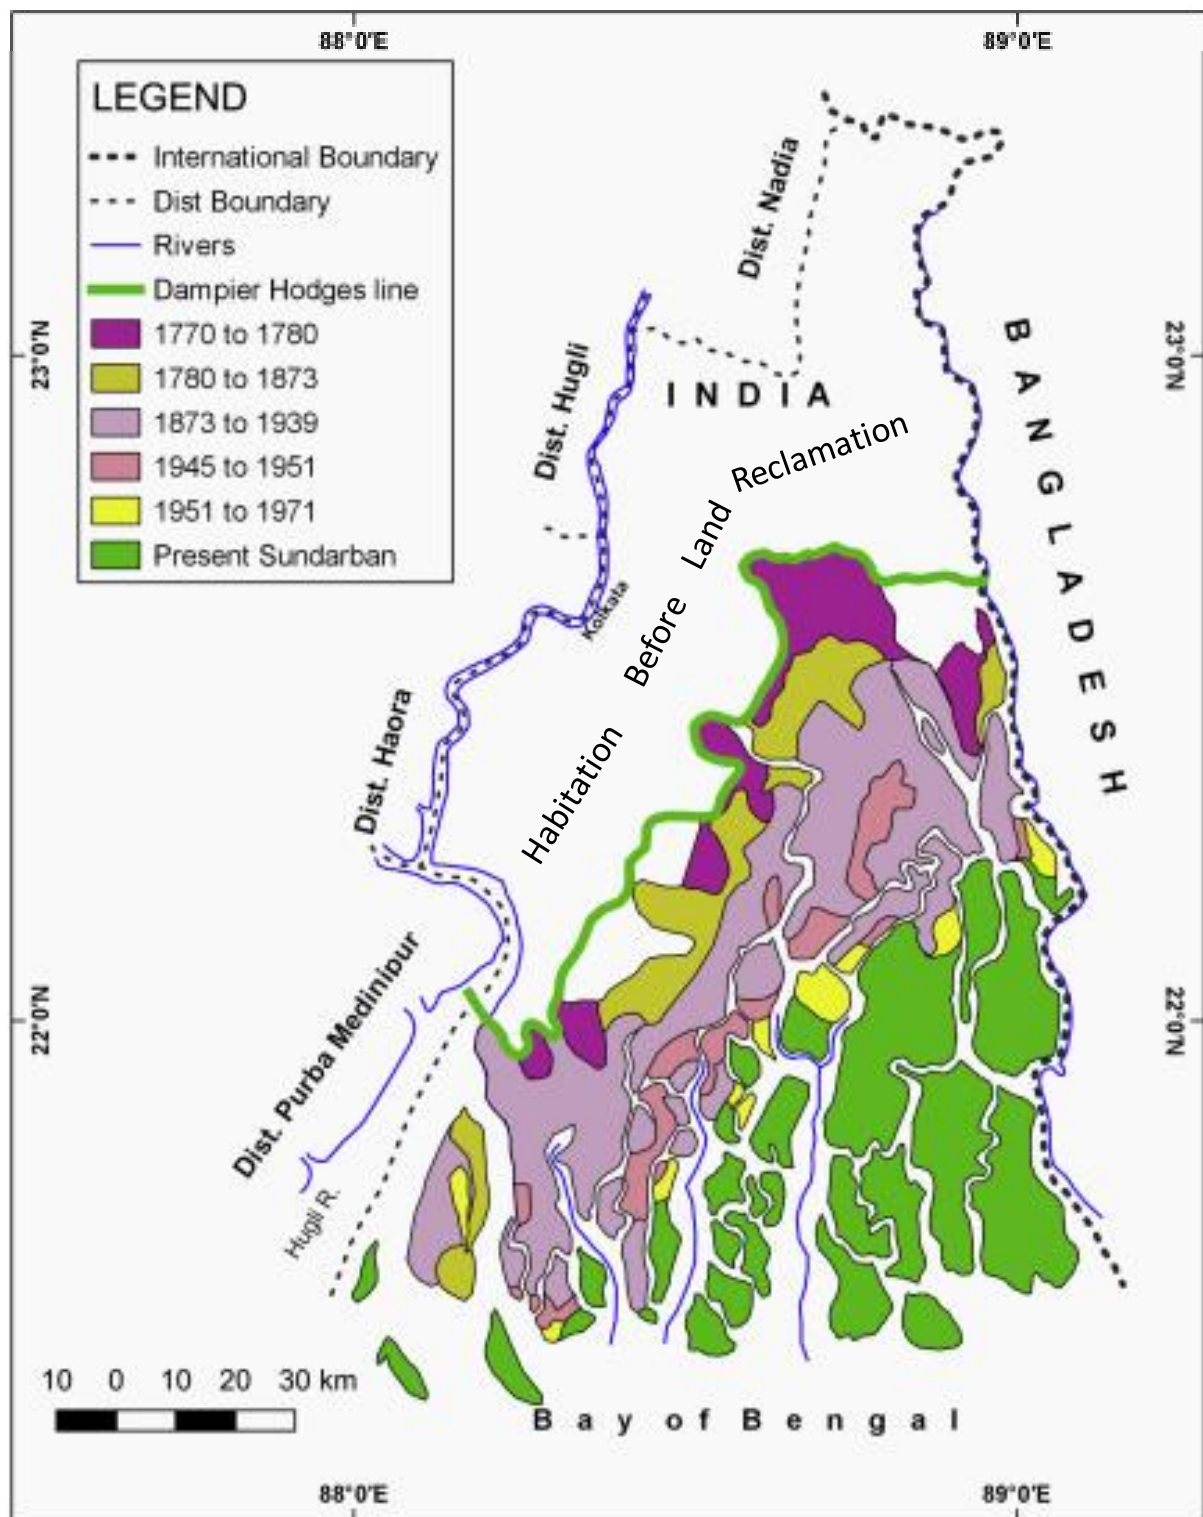 88°0'E 89°0'E
LEGEND
International Boundary
Dist Boundary
Rivers
Dampier Hodges line
1770 to 1780
1780 to 1873
1873 to 1939
1945 to 1951
1951 to 1971
Present Sundarban
Dist. Nadia
23°0'N
23°0'N
Dist. Hugli
INDIA
BANGLADESH
Habitation Before Land Reclamation
Kolkata
Dist. Haora
Dist. Purba Medinipur
22°0'N
22°0'N
Hugli R.
10 0 10 20 30 km
Bay of Bengal
88°0'E 89°0'E